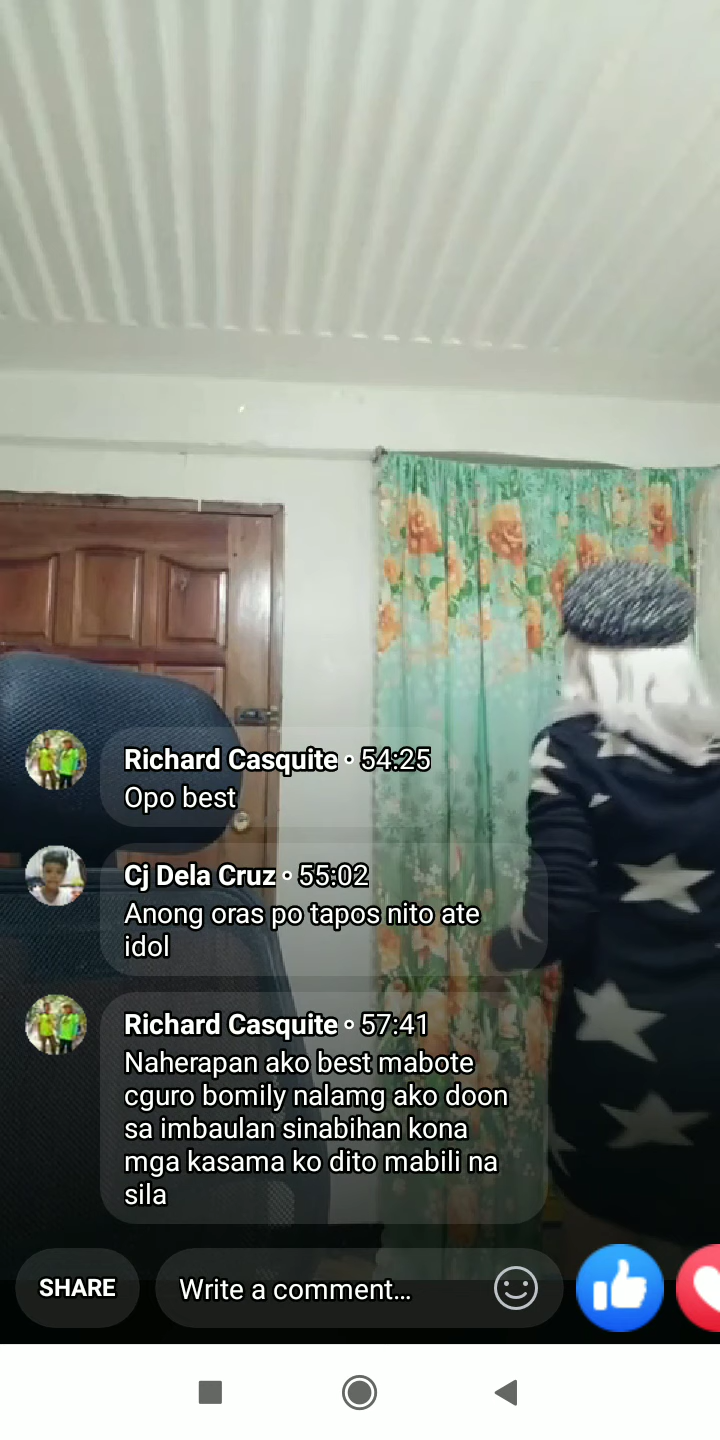 Richard Casquite • 54:25
Opo best
Cj Dela Cruz • 55:02
Anong oras po tapos nito ate
idol
Richard Casquite • 57:41
Naherapan ako best mabote
cguro bomily nalamg ako doon
sa imbaulan sinabihan kona
mga kasama ko dito mabili na
sila
SHARE
Write a comment...